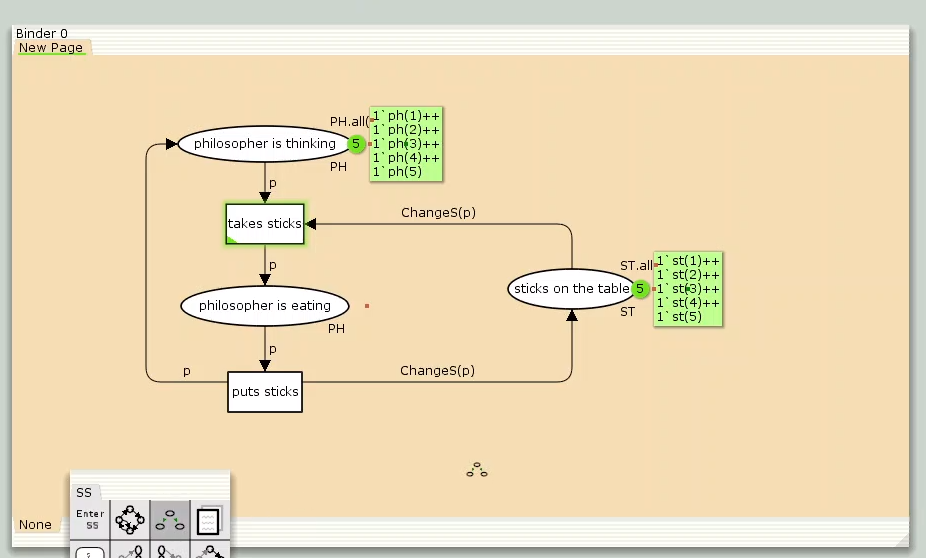 Binder 0
New Page
PH.all(
1`ph(1)++
1`ph(2)++
1`ph(3)++
1`ph(4)++
1`ph(5)
philosopher is thinking
5
PH
p
takes sticks
ChangeS(p)
p
ST.all
1`st(1)++
1`st(2)++
1`st(3)++
1`st(4)++
1`st(5)
sticks on the table
5
ST
philosopher is eating
PH
p
p
ChangeS(p)
puts sticks
SS
Enter
SS
None